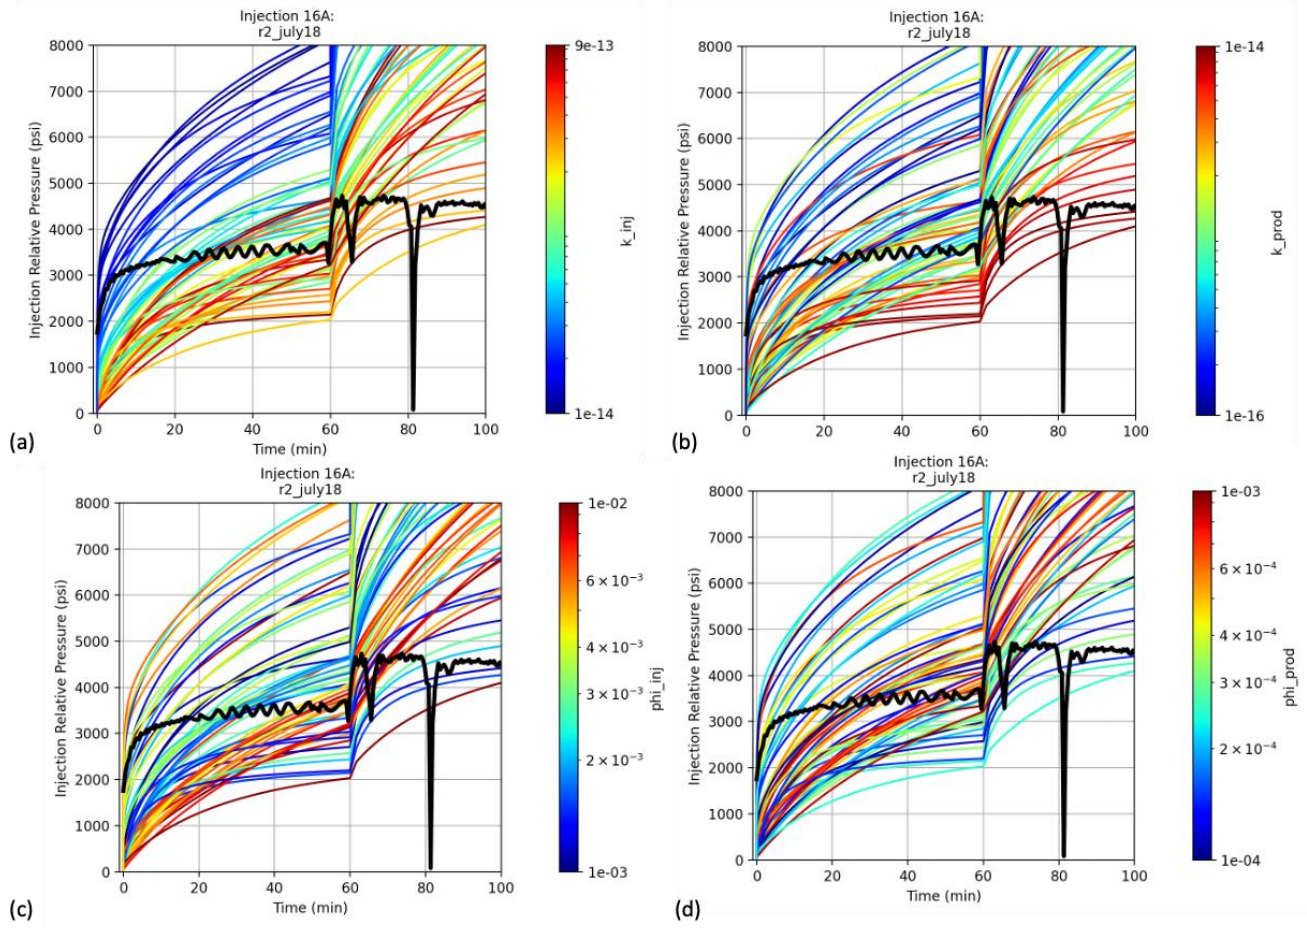 Injection 16A:
r2_july18
8000
7000
6000
5000
4000
3000
2000
1000
0
Injection Relative Pressure (psi)
0 20 40 60 80 100
Time (min)
9e-13
1e-14
k_inj
(a)
Injection 16A:
r2_july18
8000
7000
6000
5000
4000
3000
2000
1000
0
Injection Relative Pressure (psi)
0 20 40 60 80 100
1e-14
1e-16
k_prod
(b)
Injection 16A:
r2_july18
8000
7000
6000
5000
4000
3000
2000
1000
0
Injection Relative Pressure (psi)
0 20 40 60 80 100
Time (min)
1e-02
6 × 10⁻³
4 × 10⁻³
3 × 10⁻³
2 × 10⁻³
1e-03
phi_inj
(c)
Injection 16A:
r2_july18
8000
7000
6000
5000
4000
3000
2000
1000
0
Injection Relative Pressure (psi)
0 20 40 60 80 100
Time (min)
1e-03
6 × 10⁻⁴
4 × 10⁻⁴
3 × 10⁻⁴
2 × 10⁻⁴
1e-04
phi_prod
(d)